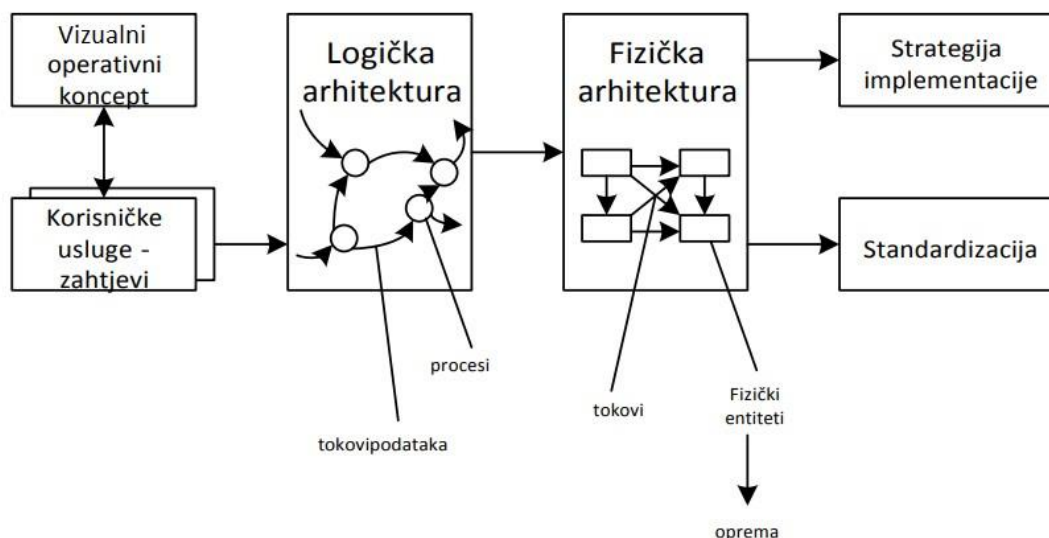 Vizualni
operativni
koncept
Korisničke
usluge -
zahtjevi
Logička
arhitektura
Fizička
arhitektura
Strategija
implementacije
Standardizacija
procesi
tokovipodataka
tokovi
Fizički
entiteti
oprema